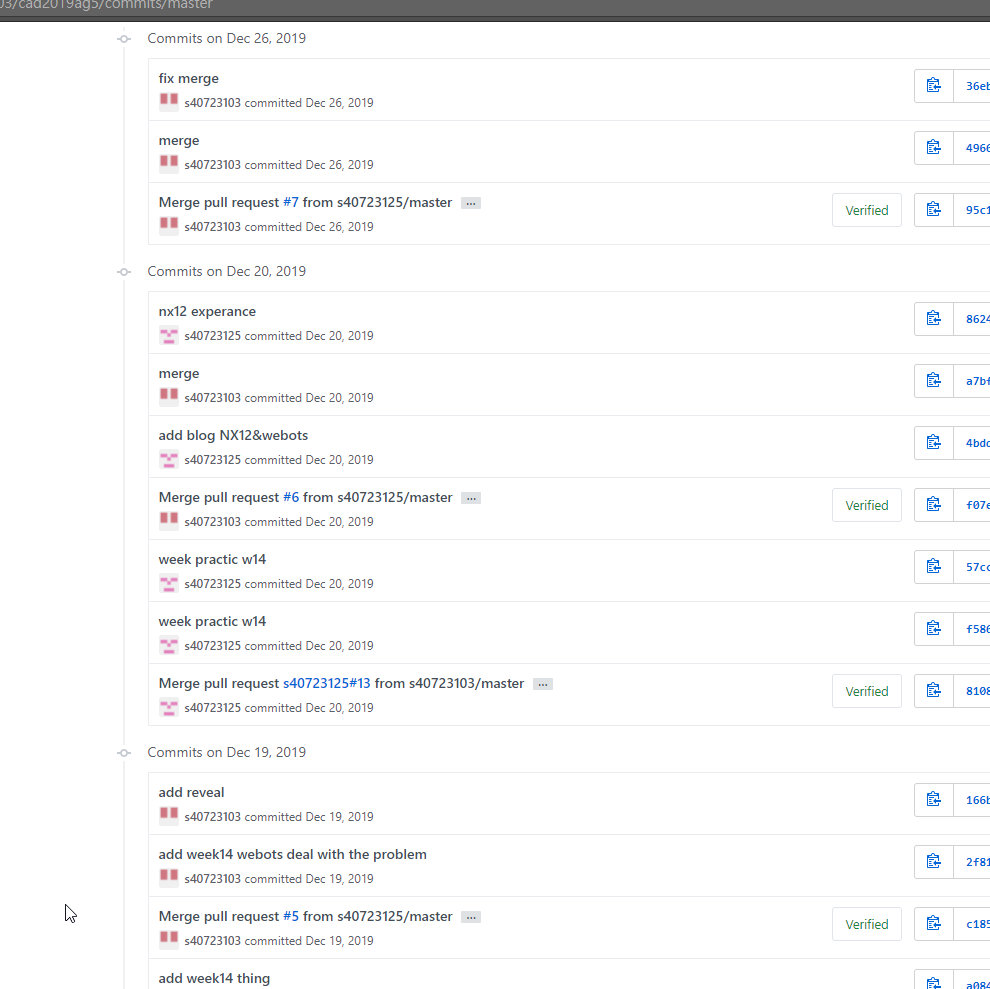 03/cad2019ag5/commits/master
Commits on Dec 26, 2019
fix merge
s40723103 committed Dec 26, 2019
36eb
merge
s40723103 committed Dec 26, 2019
4966
Merge pull request #7 from s40723125/master ...
s40723103 committed Dec 26, 2019
Verified
95c1
Commits on Dec 20, 2019
nx12 experance
s40723125 committed Dec 20, 2019
8624
merge
s40723103 committed Dec 20, 2019
a7bf
add blog NX12&webots
s40723125 committed Dec 20, 2019
4bdc
Merge pull request #6 from s40723125/master ...
s40723103 committed Dec 20, 2019
Verified
f07e
week practic w14
s40723125 committed Dec 20, 2019
57cc
week practic w14
s40723125 committed Dec 20, 2019
f586
Merge pull request s40723125#13 from s40723103/master ...
s40723125 committed Dec 20, 2019
Verified
8108
Commits on Dec 19, 2019
add reveal
s40723103 committed Dec 19, 2019
166b
add week14 webots deal with the problem
s40723103 committed Dec 19, 2019
2f81
Merge pull request #5 from s40723125/master ...
s40723103 committed Dec 19, 2019
Verified
c185
add week14 thing
a084